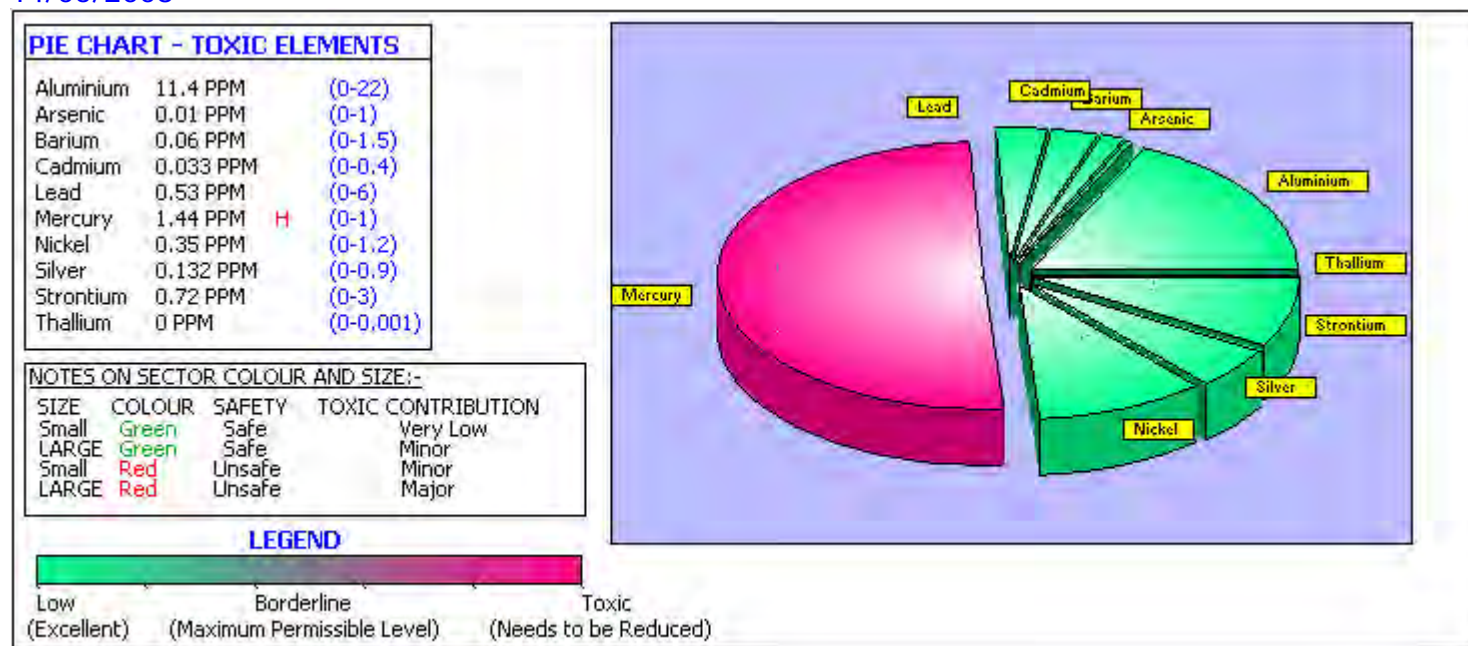 PIE CHART - TOXIC ELEMENTS
Aluminium 11.4 PPM (0-22)
Arsenic 0.01 PPM (0-1)
Barium 0.06 PPM (0-1.5)
Cadmium 0.033 PPM (0-0.4)
Lead 0.53 PPM (0-6)
Mercury 1.44 PPM H (0-1)
Nickel 0.35 PPM (0-1.2)
Silver 0.132 PPM (0-0.9)
Strontium 0.72 PPM (0-3)
Thallium 0 PPM (0-0.001)
NOTES ON SECTOR COLOUR AND SIZE:-
SIZE COLOUR SAFETY TOXIC CONTRIBUTION
Small Green Safe Very Low
LARGE Green Safe Minor
Small Red Unsafe Minor
LARGE Red Unsafe Major
LEGEND
Low Borderline Toxic
(Excellent) (Maximum Permissible Level) (Needs to be Reduced)
Lead
Cadmium
Barium
Arsenic
Aluminium
Thallium
Mercury
Strontium
Silver
Nickel